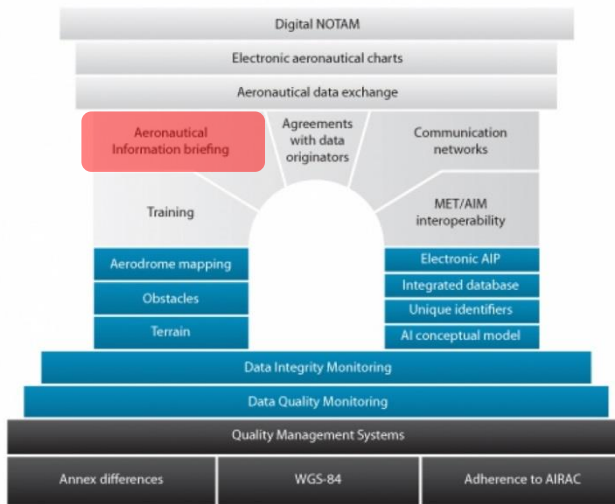 Digital NOTAM
Electronic aeronautical charts
Aeronautical data exchange
Aeronautical
Information briefing
Agreements
with data
originators
Communication
networks
Training
MET/AIM
interoperability
Aerodrome mapping
Obstacles
Terrain
Electronic AIP
Integrated database
Unique identifiers
AI conceptual model
Data Integrity Monitoring
Data Quality Monitoring
Quality Management Systems
Annex differences
WGS-84
Adherence to AIRAC